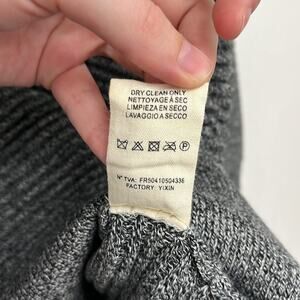 DRY CLEAN ONLY
NETTOYAGE À SEC
LIMPIEZA EN SECO
LAVAGGIO A SECCO
P
N° TVA: FR50410504336
FACTORY YIXIN